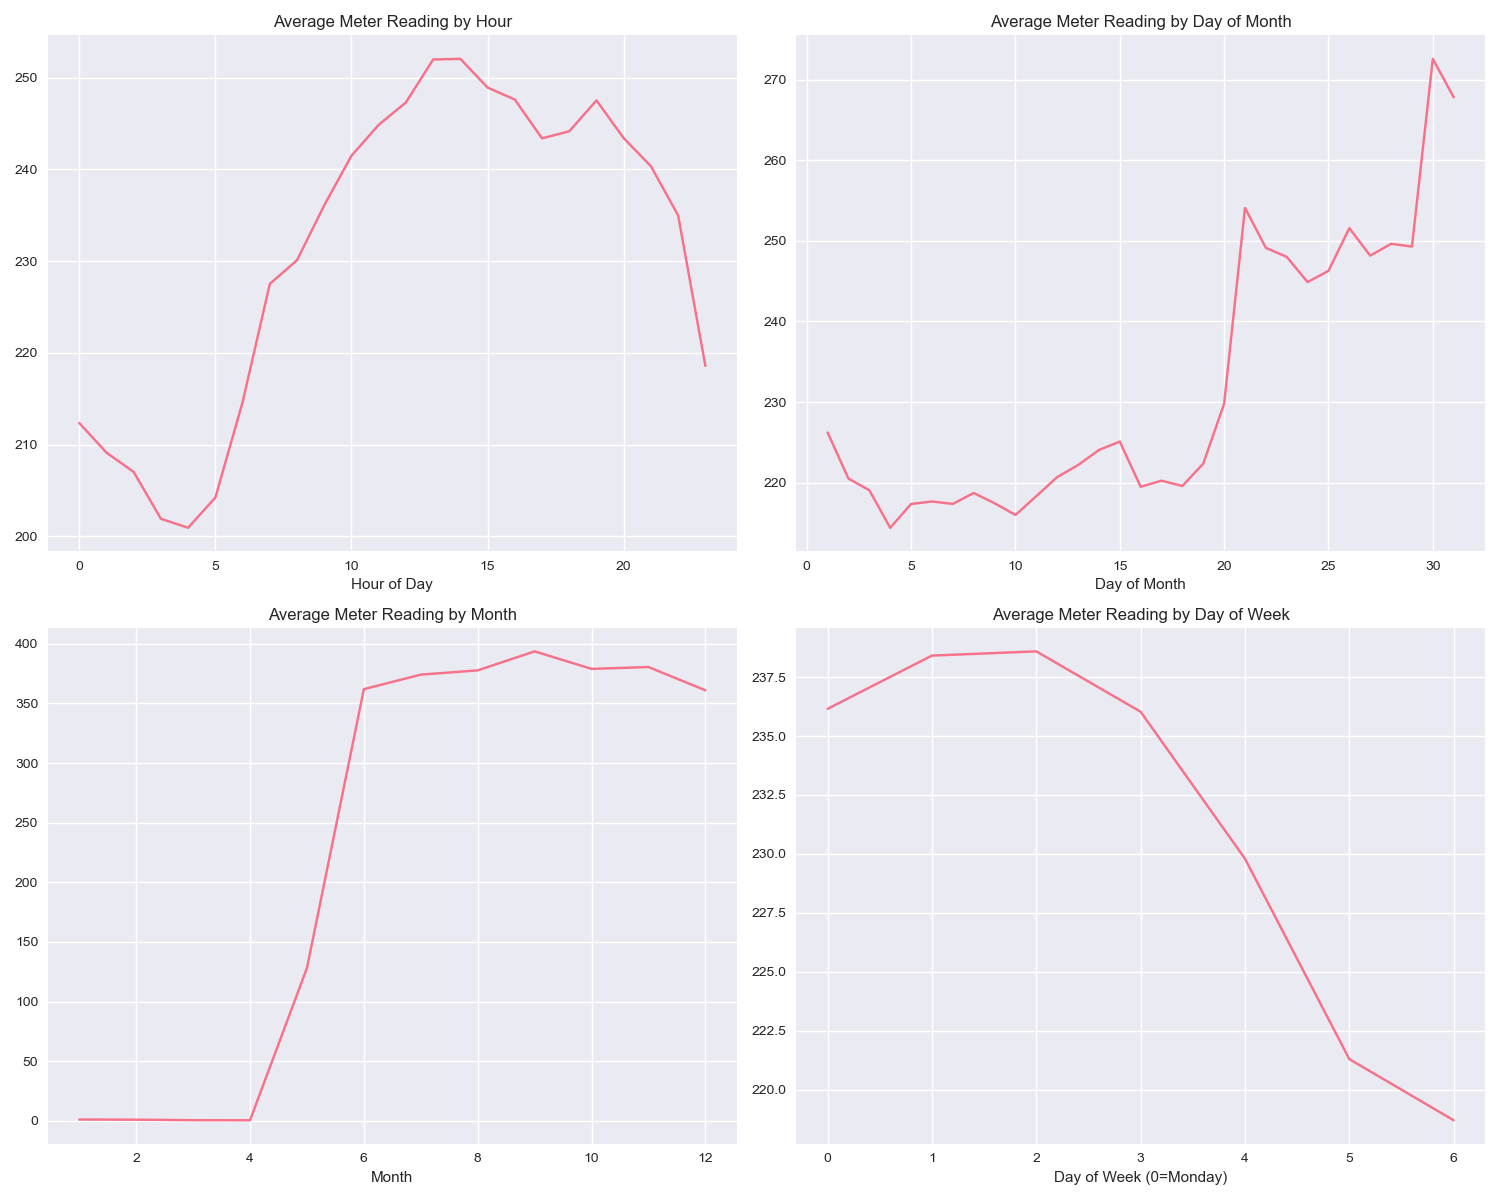 Average Meter Reading by Hour
250
240
230
220
210
200
0 5 10 15 20
Hour of Day
Average Meter Reading by Day of Month
270
260
250
240
230
220
0 5 10 15 20 25 30
Day of Month
Average Meter Reading by Month
400
350
300
250
200
150
100
50
0
2 4 6 8 10 12
Month
Average Meter Reading by Day of Week
237.5
235.0
232.5
230.0
227.5
225.0
222.5
220.0
0 1 2 3 4 5 6
Day of Week (0=Monday)